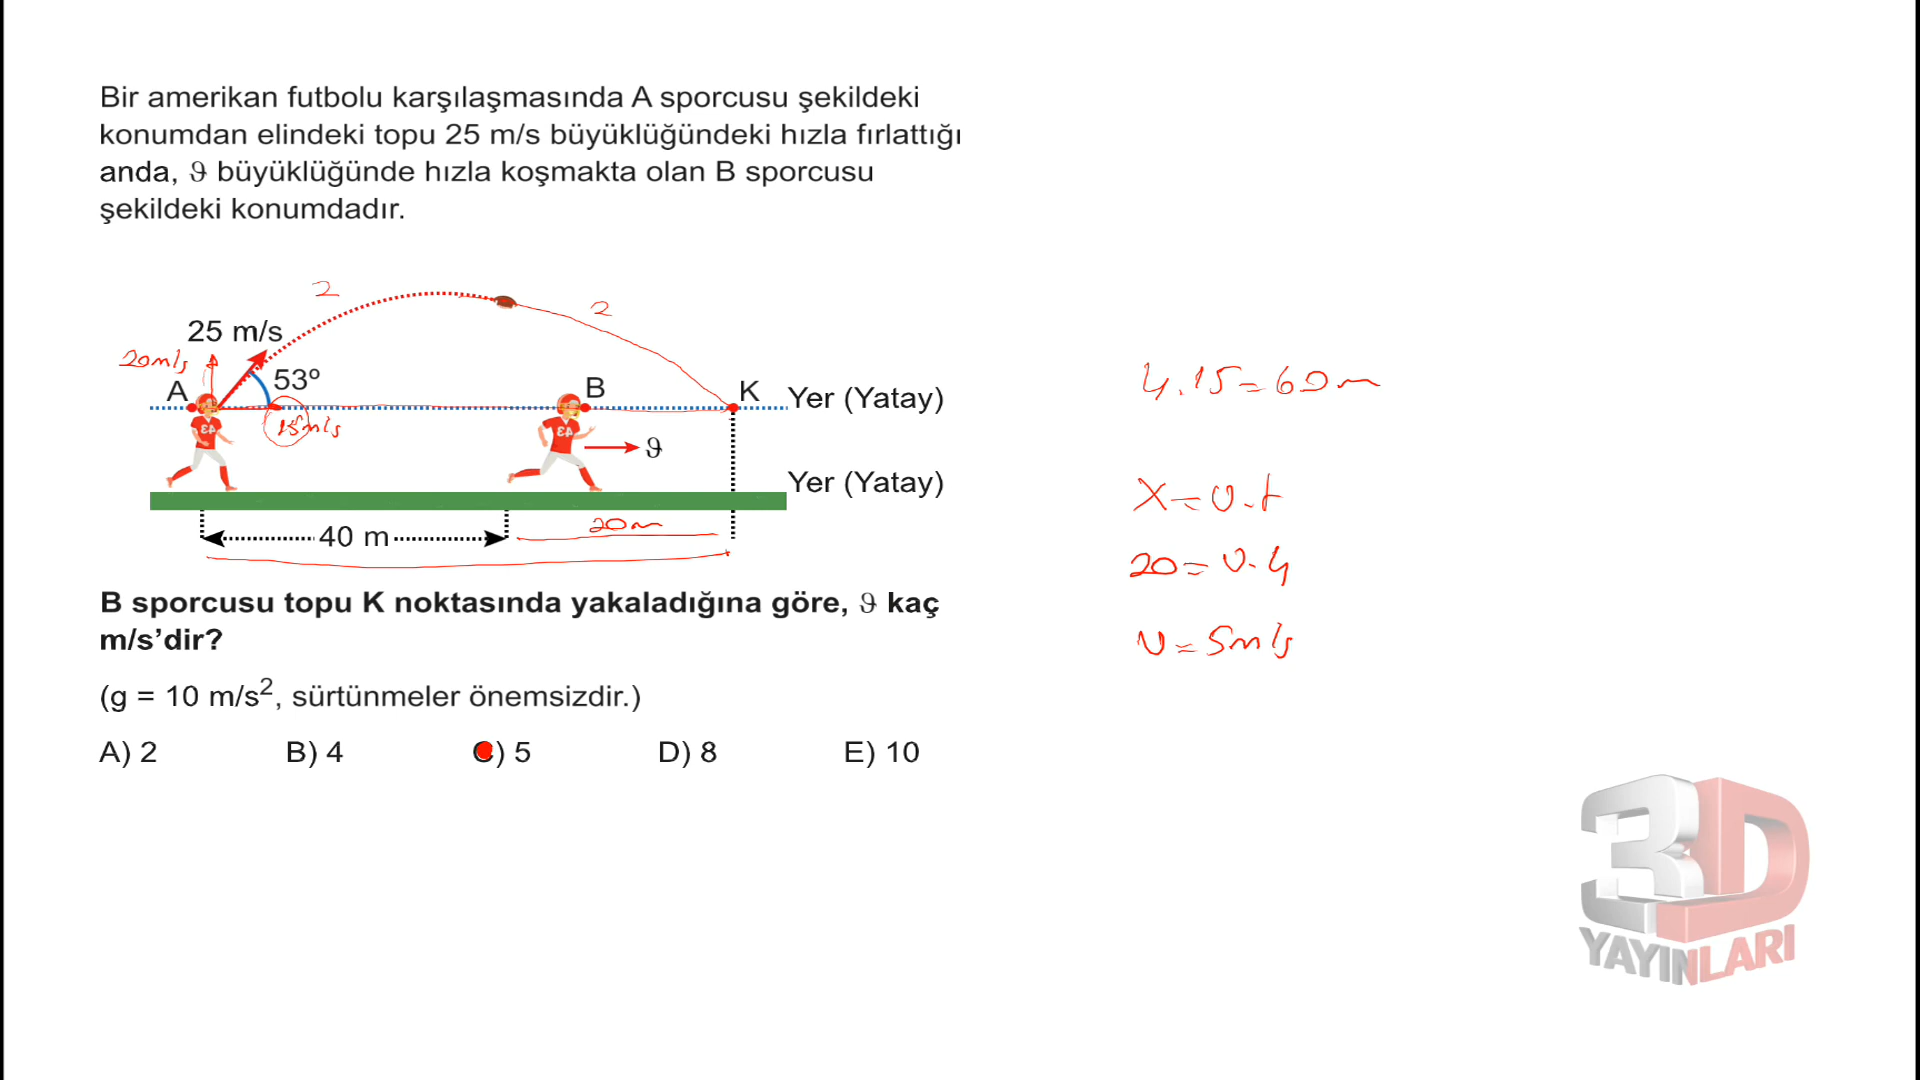 Bir amerikan futbolu karşılaşmasında A sporcusu şekildeki
konumdan elindeki topu 25 m/s büyüklüğündeki hızla fırlattığı
anda, ϑ büyüklüğünde hızla koşmakta olan B sporcusu
şekildeki konumdadır.
2
2
25 m/s
20m/s
53º
A
B
K
Yer (Yatay)
15m/s
ϑ
Yer (Yatay)
40 m
20m
4.15=60m
X=υ.t
20=υ.4
υ=5m/s
B sporcusu topu K noktasında yakaladığına göre, ϑ kaç
m/s’dir?
(g = 10 m/s², sürtünmeler önemsizdir.)
A) 2 B) 4 C) 5 D) 8 E) 10
3D
YAYINLARI